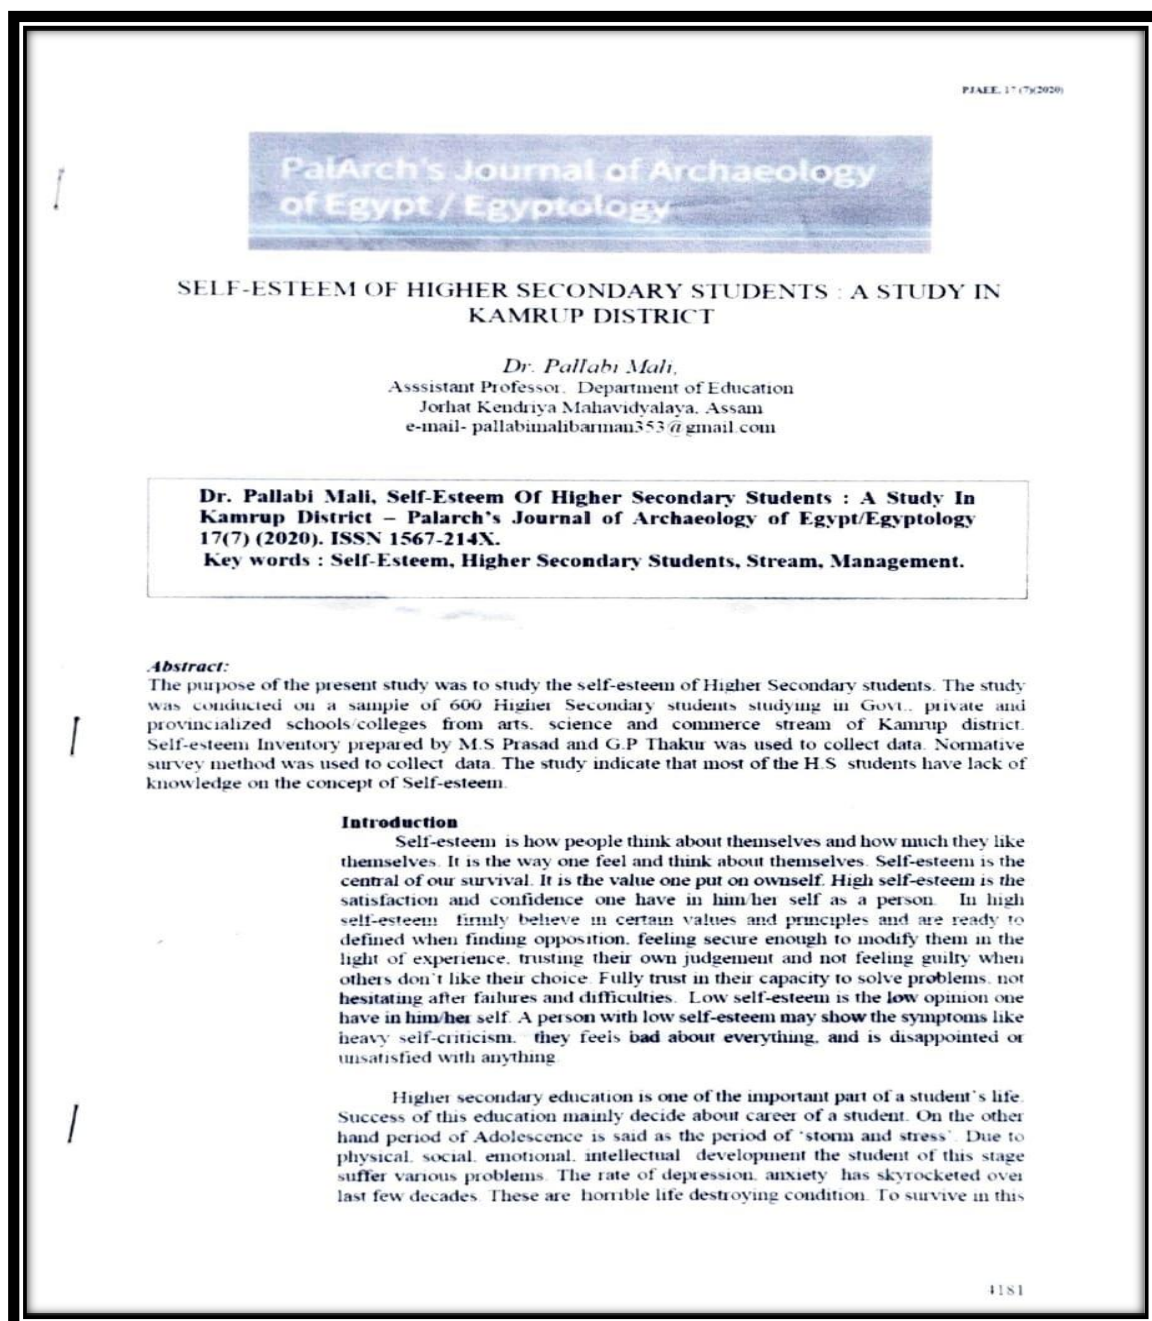 PJAEE, 17 (7)(2020)
PalArch's Journal of Archaeology
of Egypt / Egyptology
SELF-ESTEEM OF HIGHER SECONDARY STUDENTS : A STUDY IN
KAMRUP DISTRICT
Dr. Pallabi Mali,
Asssistant Professor, Department of Education
Jorhat Kendriya Mahavidyalaya, Assam
e-mail- pallabimalibarman353@gmail.com
Dr. Pallabi Mali, Self-Esteem Of Higher Secondary Students : A Study In
Kamrup District – Palarch's Journal of Archaeology of Egypt/Egyptology
17(7) (2020). ISSN 1567-214X.
Key words : Self-Esteem, Higher Secondary Students, Stream, Management.
Abstract:
The purpose of the present study was to study the self-esteem of Higher Secondary students. The study
was conducted on a sample of 600 Higher Secondary students studying in Govt., private and
provincialized schools/colleges from arts, science and commerce stream of Kamrup district.
Self-esteem Inventory prepared by M.S Prasad and G.P Thakur was used to collect data. Normative
survey method was used to collect data. The study indicate that most of the H.S students have lack of
knowledge on the concept of Self-esteem.
Introduction
Self-esteem is how people think about themselves and how much they like
themselves. It is the way one feel and think about themselves. Self-esteem is the
central of our survival. It is the value one put on ownself. High self-esteem is the
satisfaction and confidence one have in him/her self as a person. In high
self-esteem firmly believe in certain values and principles and are ready to
defined when finding opposition, feeling secure enough to modify them in the
light of experience, trusting their own judgement and not feeling guilty when
others don't like their choice. Fully trust in their capacity to solve problems, not
hesitating after failures and difficulties. Low self-esteem is the low opinion one
have in him/her self. A person with low self-esteem may show the symptoms like
heavy self-criticism, they feels bad about everything, and is disappointed or
unsatisfied with anything.
Higher secondary education is one of the important part of a student's life.
Success of this education mainly decide about career of a student. On the other
hand period of Adolescence is said as the period of 'storm and stress'. Due to
physical, social, emotional, intellectual development the student of this stage
suffer various problems. The rate of depression, anxiety has skyrocketed over
last few decades. These are horrible life destroying condition. To survive in this
4181